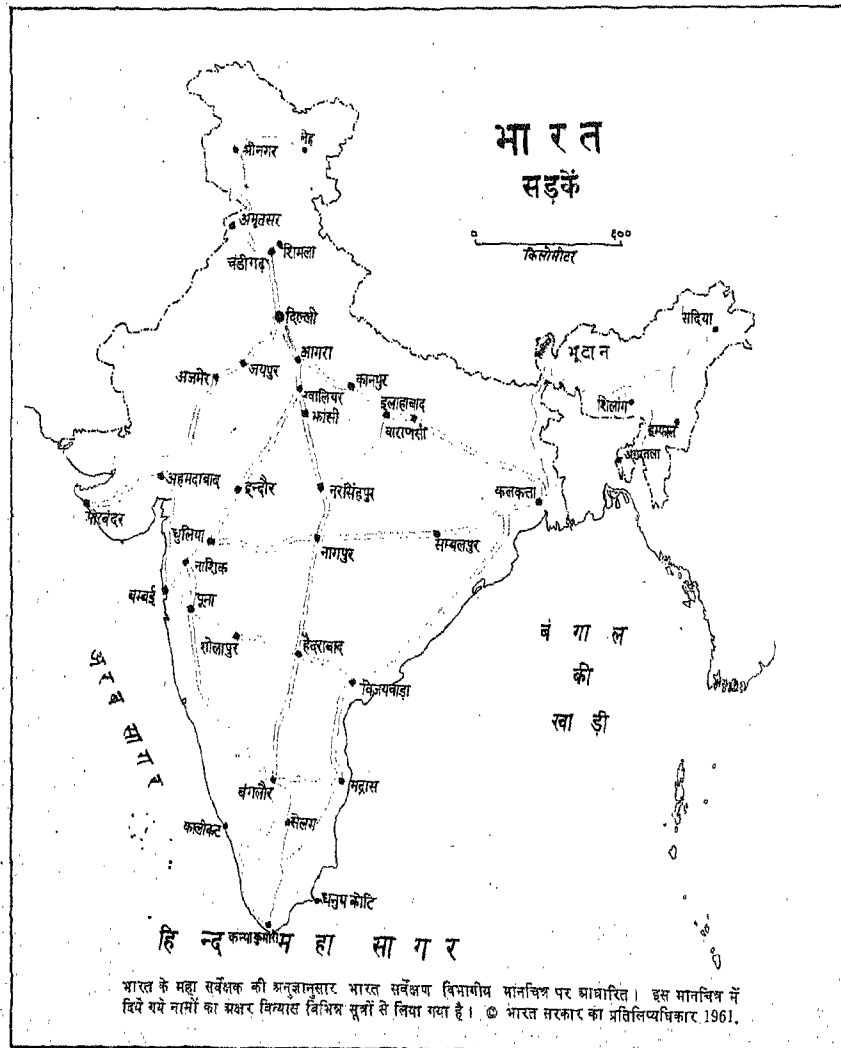 भारत
सड़कें
० ६००
किलोमीटर
श्रीनगर
लेह
अमृतसर
शिमला
चंडीगढ़
दिल्ली
आगरा
जयपुर
अजमेर
कानपुर
ग्वालियर
झांसी
इलाहाबाद
वाराणसी
भूटान
सदिया
शिलांग
इम्फाल
अगरतला
अहमदाबाद
इन्दौर
नरसिंहपुर
कलकत्ता
पोरबंदर
धुलिया
नागपुर
सम्बलपुर
नाशिक
बम्बई
पूना
शोलापुर
हैदराबाद
विजयवाड़ा
अरब सागर
बंगाल
की
खाड़ी
बंगलौर
मद्रास
कालीकट
सेलम
धनुष कोटि
कन्याकुमारी
हिन्द महा सागर
भारत के महा सर्वेक्षक की अनुज्ञानुसार भारत सर्वेक्षण विभागीय मानचित्र पर आधारित। इस मानचित्र में
दिये गये नामों का अक्षर विन्यास विभिन्न सूत्रों से लिया गया है। © भारत सरकार का प्रतिलिप्यधिकार 1961.